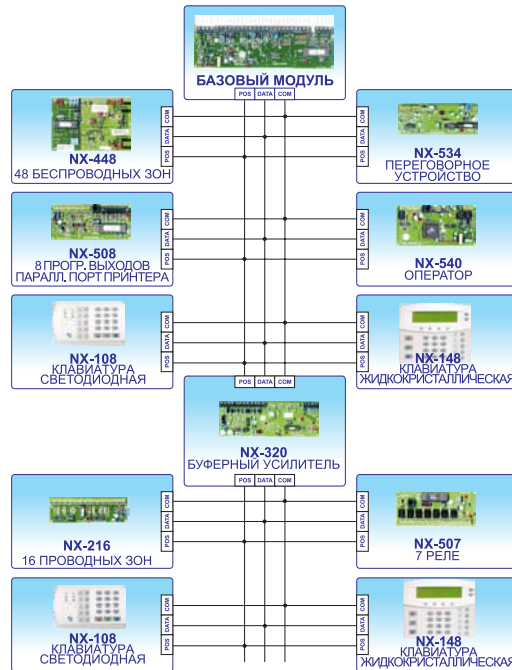 БАЗОВЫЙ МОДУЛЬ
POS DATA COM
COM
DATA
POS
NX-448
48 БЕСПРОВОДНЫХ ЗОН
COM
DATA
POS
NX-534
ПЕРЕГОВОРНОЕ
УСТРОЙСТВО
COM
DATA
POS
NX-508
8 ПРОГР. ВЫХОДОВ
ПАРАЛЛ. ПОРТ ПРИНТЕРА
COM
DATA
POS
NX-540
ОПЕРАТОР
COM
DATA
POS
NX-108
КЛАВИАТУРА
СВЕТОДИОДНАЯ
COM
DATA
POS
NX-148
КЛАВИАТУРА
ЖИДКОКРИСТАЛЛИЧЕСКАЯ
POS DATA COM
NX-320
БУФЕРНЫЙ УСИЛИТЕЛЬ
POS DATA COM
COM
DATA
POS
NX-216
16 ПРОВОДНЫХ ЗОН
COM
DATA
POS
NX-507
7 РЕЛЕ
COM
DATA
POS
NX-108
КЛАВИАТУРА
СВЕТОДИОДНАЯ
COM
DATA
POS
NX-148
КЛАВИАТУРА
ЖИДКОКРИСТАЛЛИЧЕСКАЯ